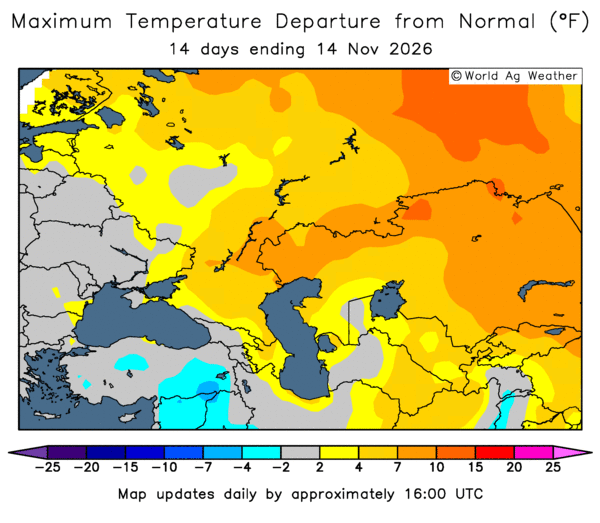 Maximum Temperature Departure from Normal (°F)
14 days ending 14 Nov 2026
© World Ag Weather
-25 -20 -15 -10 -7 -4 -2 2 4 7 10 15 20 25
Map updates daily by approximately 16:00 UTC